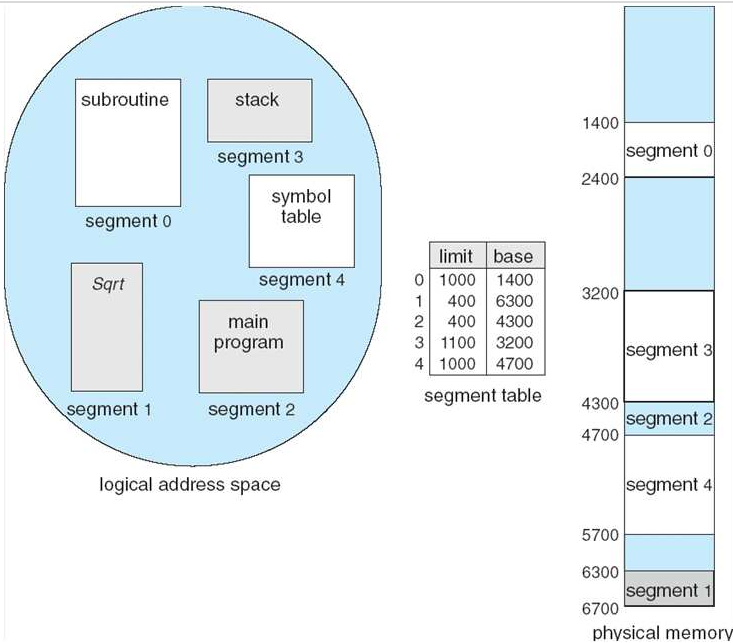 subroutine
segment 0
stack
segment 3
symbol
table
segment 4
Sqrt
segment 1
main
program
segment 2
logical address space
limit base
0 1000 1400
1 400 6300
2 400 4300
3 1100 3200
4 1000 4700
segment table
1400
segment 0
2400
3200
segment 3
4300
segment 2
4700
segment 4
5700
6300
segment 1
6700
physical memory